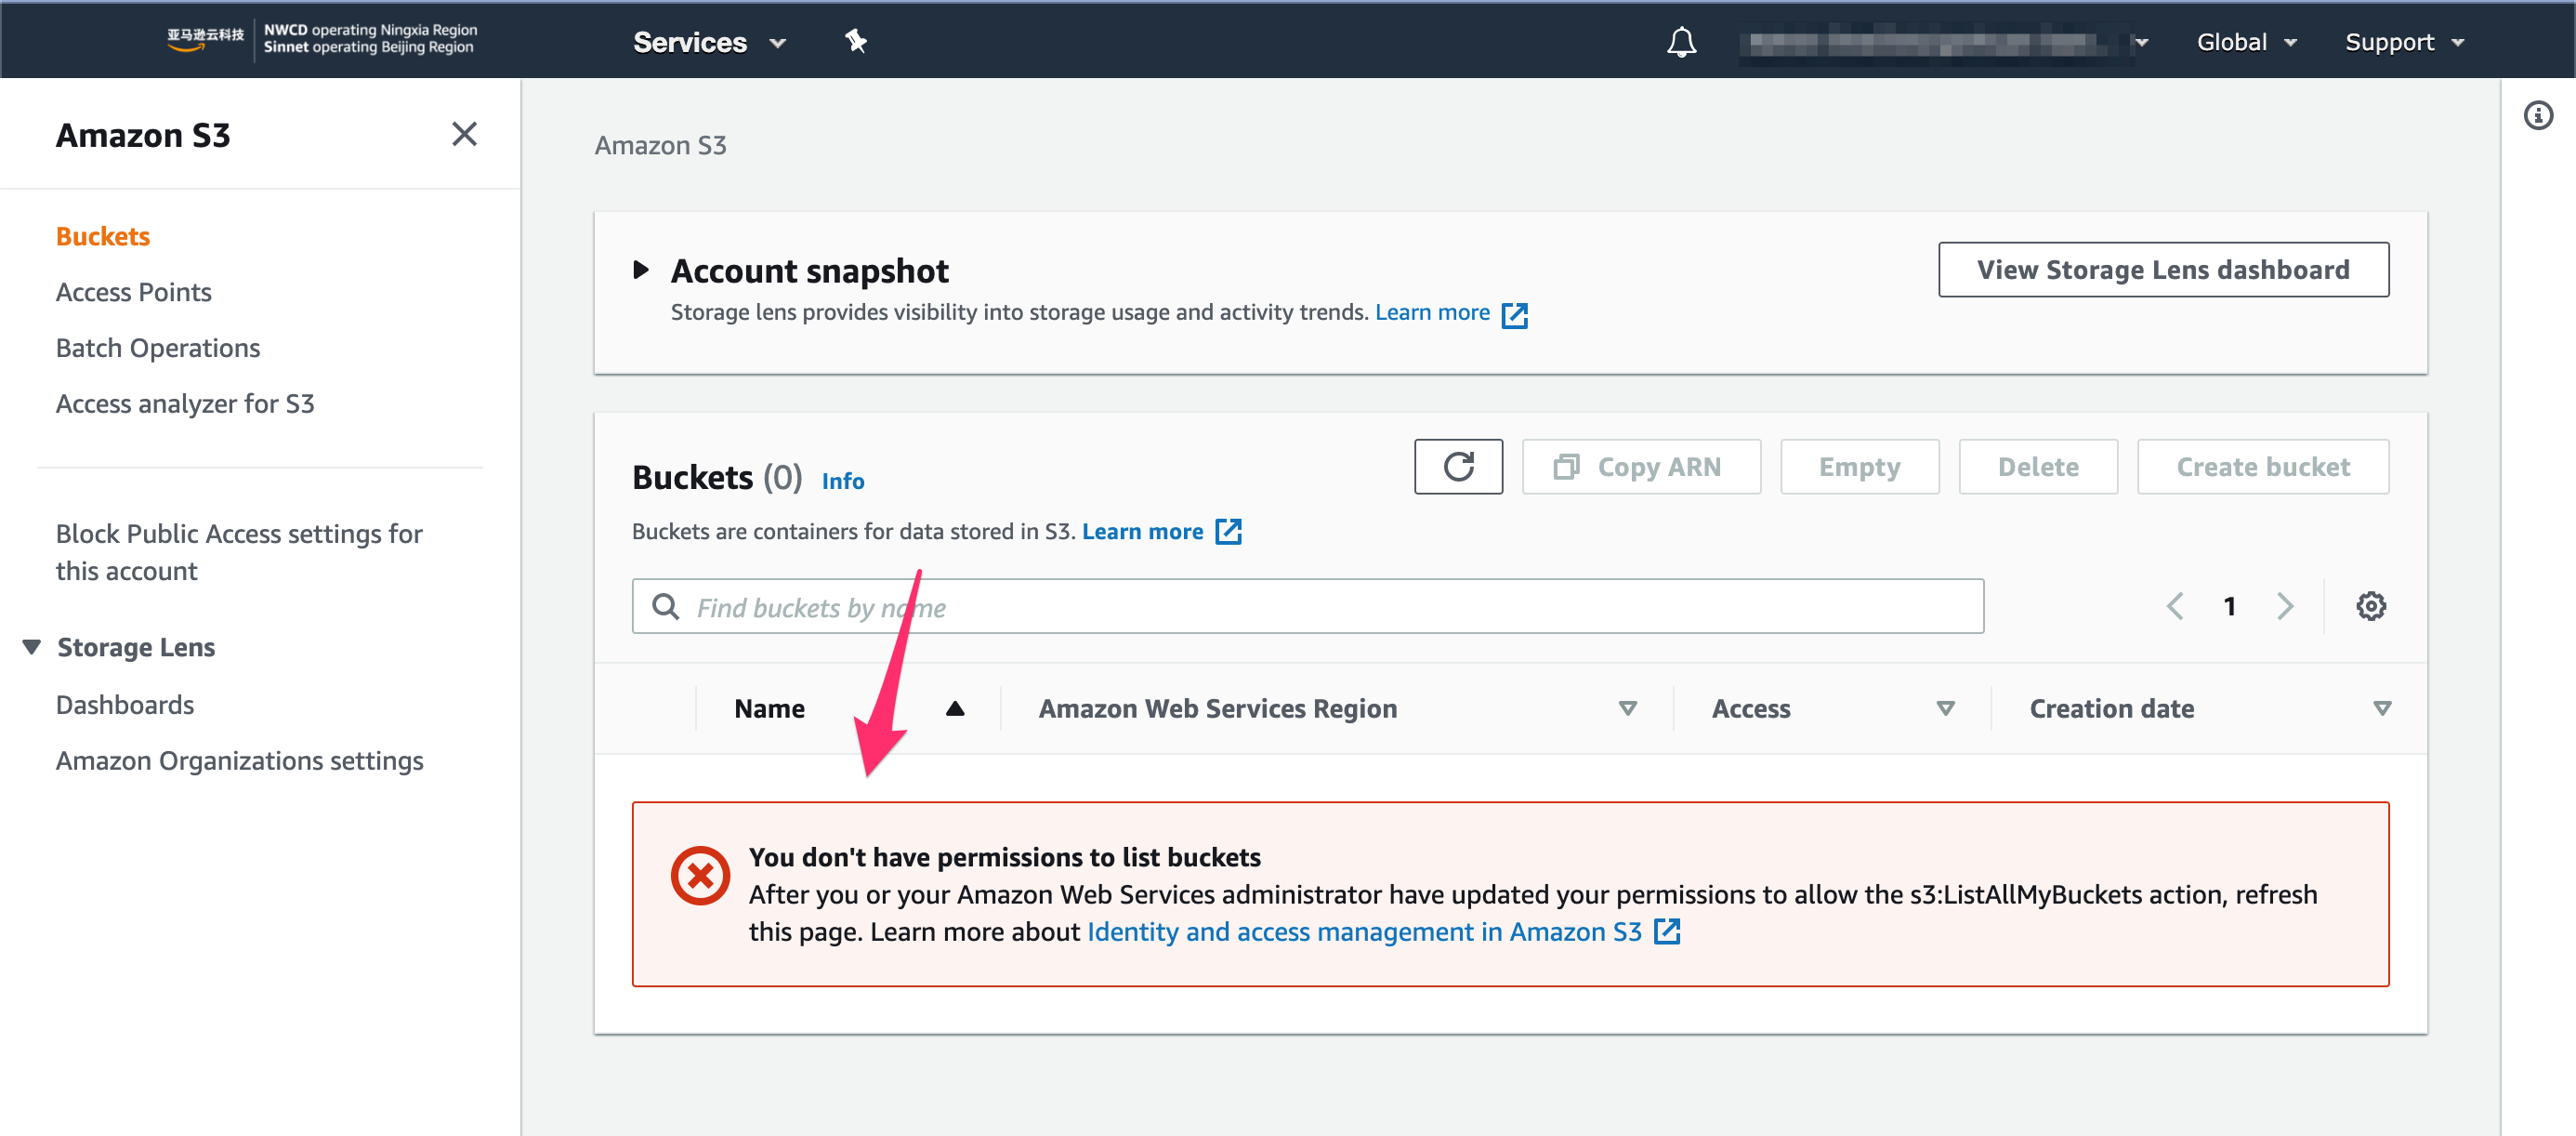 亚马逊云科技
NWCD operating Ningxia Region
Sinnet operating Beijing Region
Services
Global
Support
Amazon S3
Buckets
Access Points
Batch Operations
Access analyzer for S3
Block Public Access settings for
this account
Storage Lens
Dashboards
Amazon Organizations settings
Amazon S3
Account snapshot
Storage lens provides visibility into storage usage and activity trends. Learn more
View Storage Lens dashboard
Buckets (0) Info
Copy ARN
Empty
Delete
Create bucket
Buckets are containers for data stored in S3. Learn more
Find buckets by name
1
Name
Amazon Web Services Region
Access
Creation date
You don't have permissions to list buckets
After you or your Amazon Web Services administrator have updated your permissions to allow the s3:ListAllMyBuckets action, refresh
this page. Learn more about Identity and access management in Amazon S3